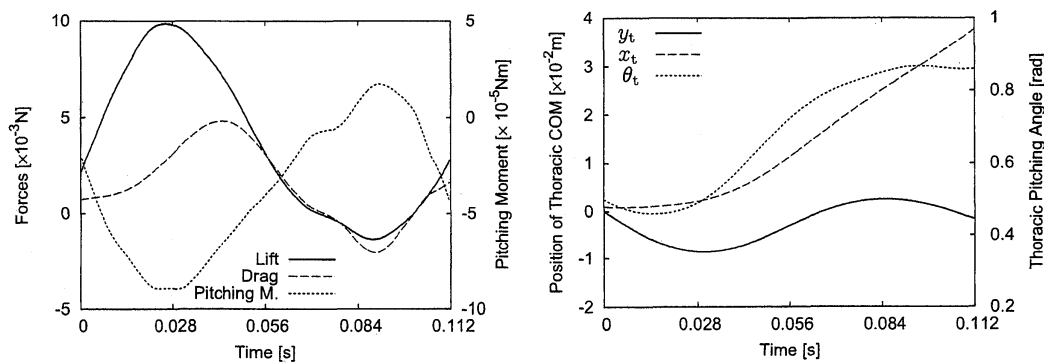 10
5
0
-5
Forces [×10-3N]
5
0
-5
-10
Pitching Moment [× 10-5Nm]
Lift
Drag
Pitching M.
0
0.028
0.056
0.084
0.112
Time [s]
4
3
2
1
0
-1
-2
Position of Thoracic COM [×10-2m]
yt
xt
θt
1
0.8
0.6
0.4
0.2
Thoracic Pitching Angle [rad]
0
0.028
0.056
0.084
0.112
Time [s]